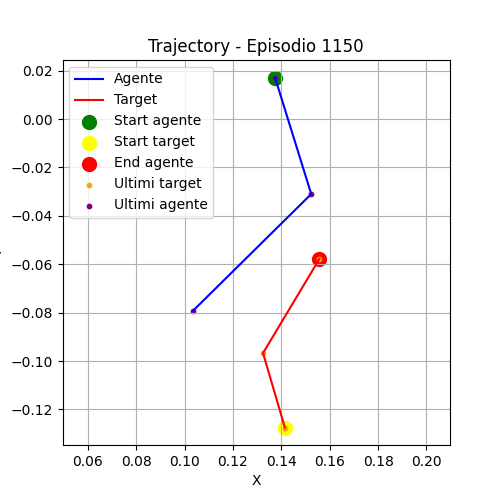 Trajectory - Episodio 1150
Agente
Target
Start agente
Start target
End agente
Ultimi target
Ultimi agente
0.02
0.00
−0.02
−0.04
−0.06
−0.08
−0.10
−0.12
0.06
0.08
0.10
0.12
0.14
0.16
0.18
0.20
X